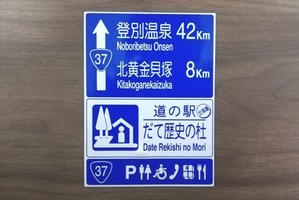 登別温泉 42Km
Noboribetsu Onsen
37
北黄金貝塚 8Km
Kitakoganekaizuka
道の駅
だて歴史の杜
Date Rekishi no Mori
37 P